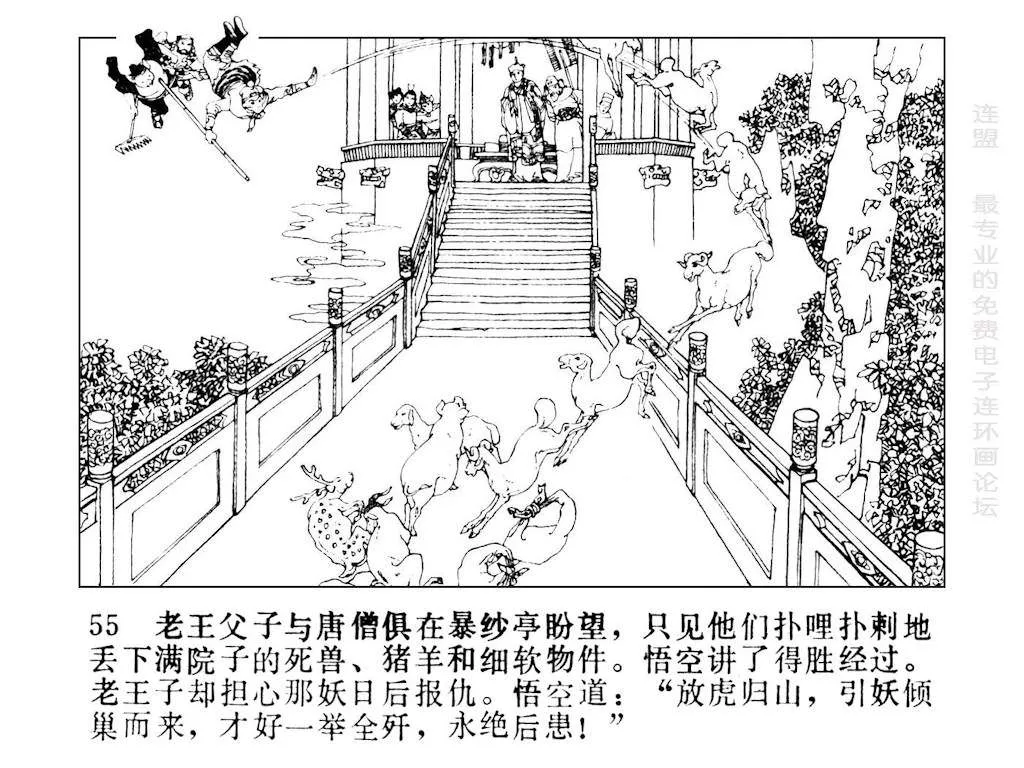 55 老王父子与唐僧俱在暴纱亭盼望，只见他们扑哩扑剌地
丢下满院子的死兽、猪羊和细软物件。悟空讲了得胜经过。
老王子却担心那妖日后报仇。悟空道：“放虎归山，引妖倾
巢而来，才好一举全歼，永绝后患！”
连盟 最专业的免费电子连环画论坛